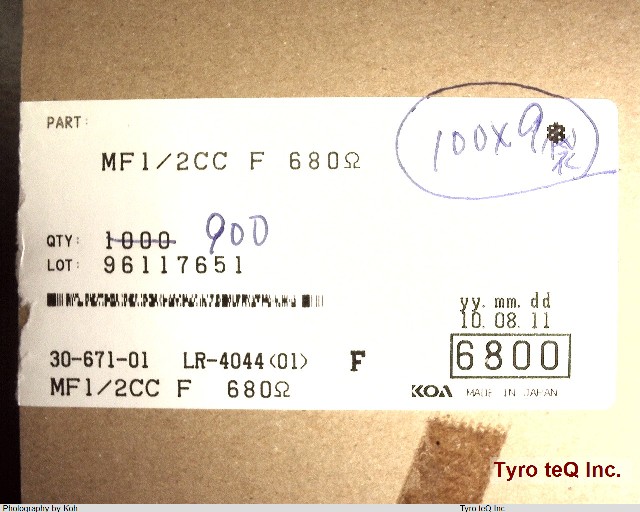 PART:
100X9
MF1/2CC F 680Ω
QTY: 1000 900
LOT: 96117651
yy. mm. dd
10. 08. 11
30-671-01 LR-4044(01) F 6800
MF1/2CC F 680Ω KOA MADE IN JAPAN
Tyro teQ Inc.
Photography by Koh Tyro teQ Inc